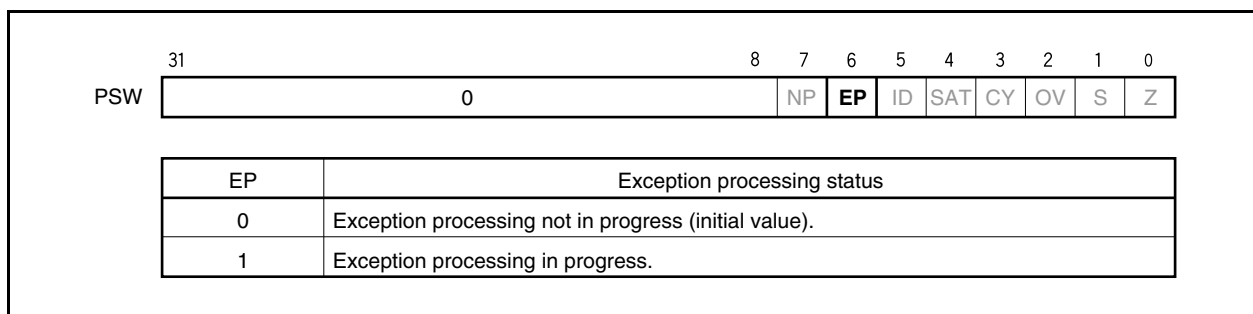 31 8 7 6 5 4 3 2 1 0
PSW 0 NP EP ID SAT CY OV S Z
EP Exception processing status
0 Exception processing not in progress (initial value).
1 Exception processing in progress.